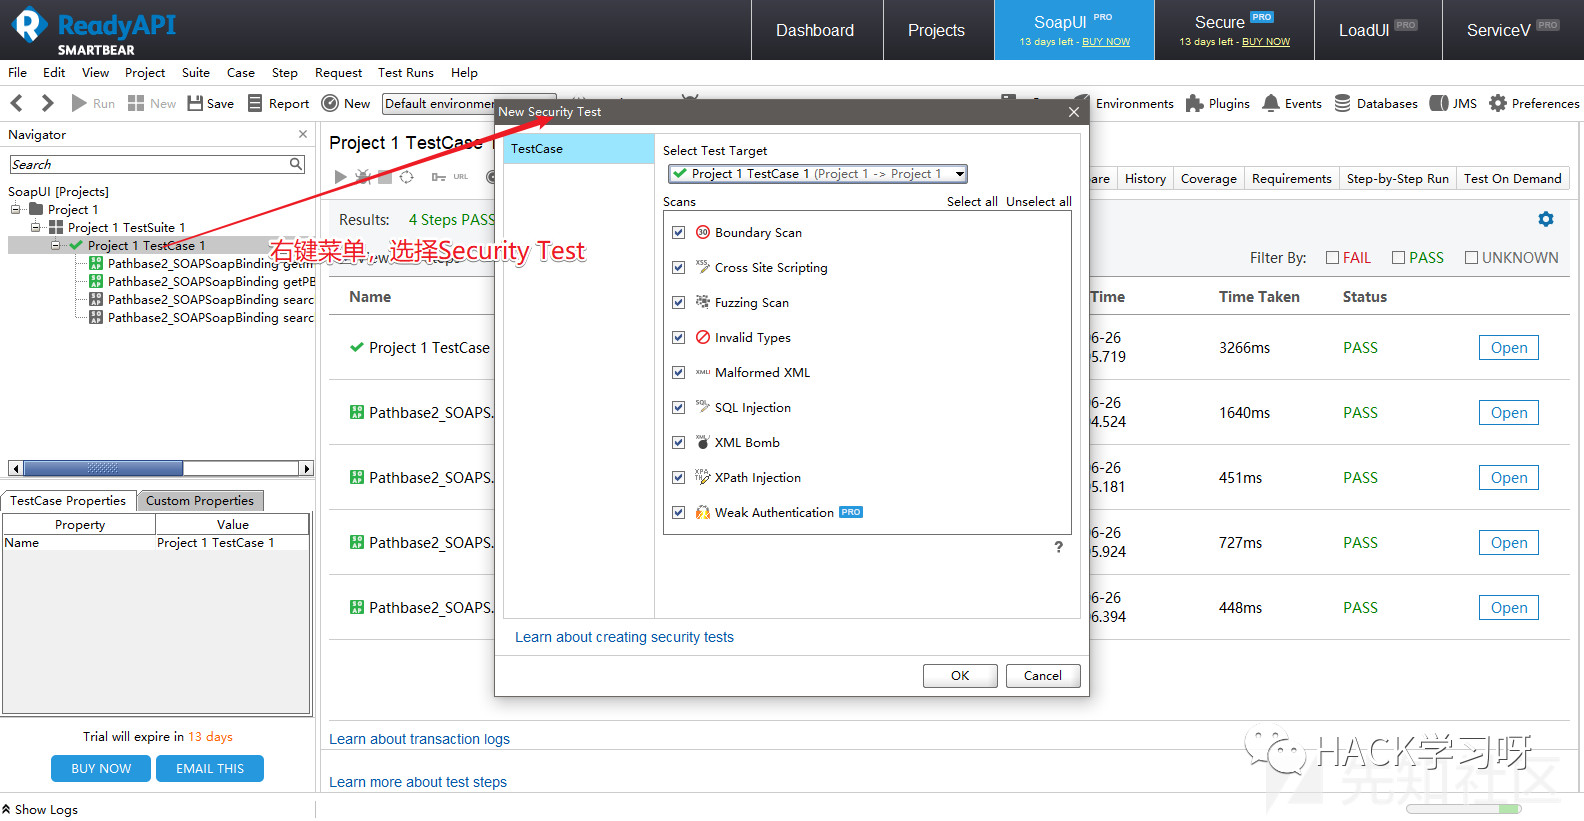 ReadyAPI
SMARTBEAR
Dashboard
Projects
SoapUI PRO
13 days left - BUY NOW
Secure PRO
13 days left - BUY NOW
LoadUI PRO
ServiceV PRO
File Edit View Project Suite Case Step Request Test Runs Help
Run New Save Report New Default environmen Environments Plugins Events Databases JMS Preferences
Navigator
Search
SoapUI [Projects]
Project 1
Project 1 TestSuite 1
Project 1 TestCase 1
Pathbase2_SOAPSoapBinding getm
Pathbase2_SOAPSoapBinding getPB
Pathbase2_SOAPSoapBinding searc
Pathbase2_SOAPSoapBinding searc
TestCase Properties Custom Properties
Property Value
Name Project 1 TestCase 1
Trial will expire in 13 days
BUY NOW EMAIL THIS
Show Logs
Project 1 TestCase 1
URL
are History Coverage Requirements Step-by-Step Run Test On Demand
Results: 4 Steps PASS
右键菜单，选择Security Test
Filter By: FAIL PASS UNKNOWN
Name Time Time Taken Status
Project 1 TestCase 6-26 5.719 3266ms PASS Open
Pathbase2_SOAPS. 6-26 4.524 1640ms PASS Open
Pathbase2_SOAPS. 6-26 5.181 451ms PASS Open
Pathbase2_SOAPS. 6-26 5.924 727ms PASS Open
Pathbase2_SOAPS. 6-26 6.394 448ms PASS Open
Learn about transaction logs
Learn more about test steps
New Security Test
TestCase
Select Test Target
Project 1 TestCase 1 (Project 1 -> Project 1
Scans Select all Unselect all
Boundary Scan
Cross Site Scripting
Fuzzing Scan
Invalid Types
Malformed XML
SQL Injection
XML Bomb
XPath Injection
Weak Authentication PRO
?
Learn about creating security tests
OK Cancel
HACK学习呀
先知社区